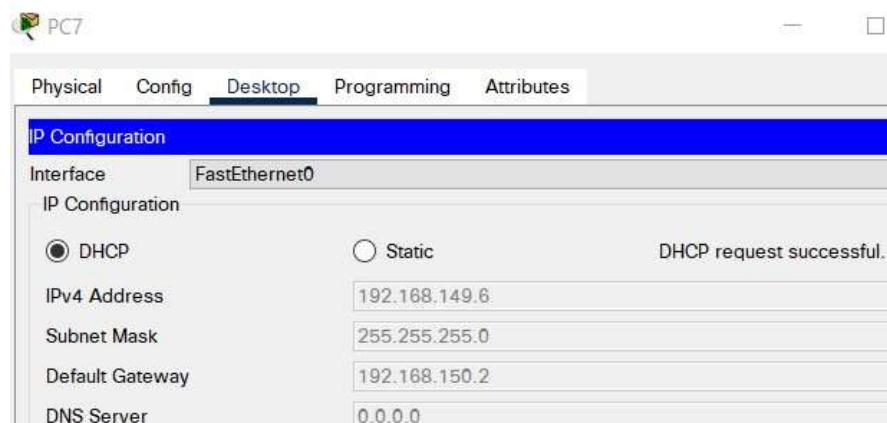 PC7
Physical Config Desktop Programming Attributes
IP Configuration
Interface FastEthernet0
IP Configuration
DHCP Static DHCP request successful.
IPv4 Address 192.168.149.6
Subnet Mask 255.255.255.0
Default Gateway 192.168.150.2
DNS Server 0.0.0.0